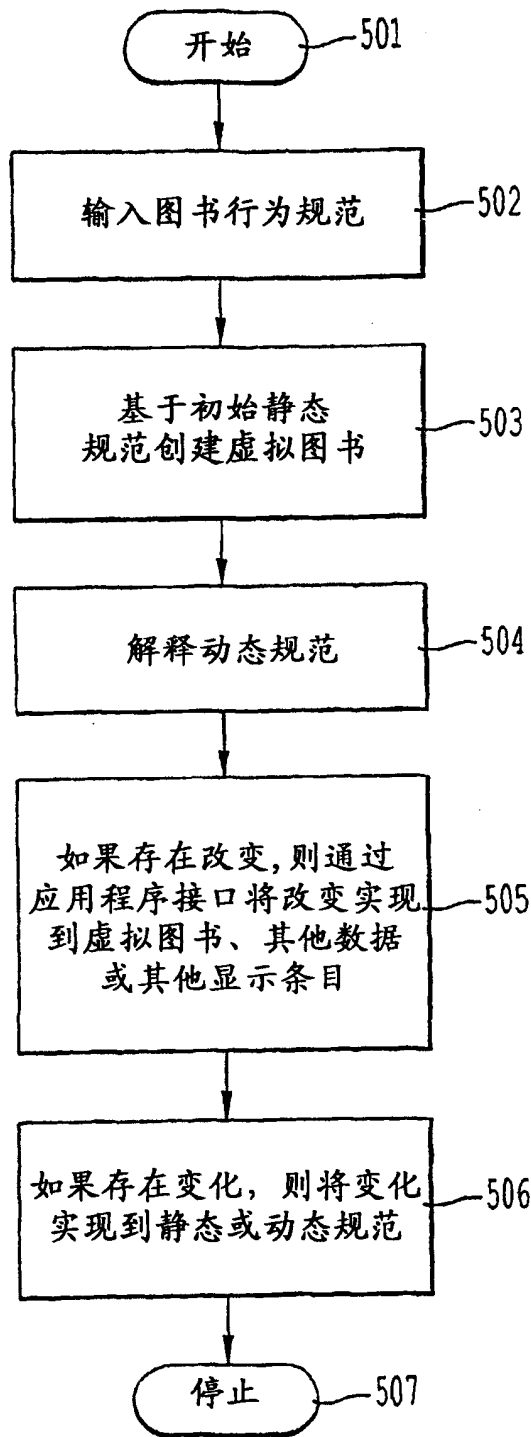 开始
501
输入图书行为规范
502
基于初始静态
规范创建虚拟图书
503
解释动态规范
504
如果存在改变,则通过
应用程序接口将改变实现
到虚拟图书、其他数据
或其他显示条目
505
如果存在变化，则将变化
实现到静态或动态规范
506
停止
507